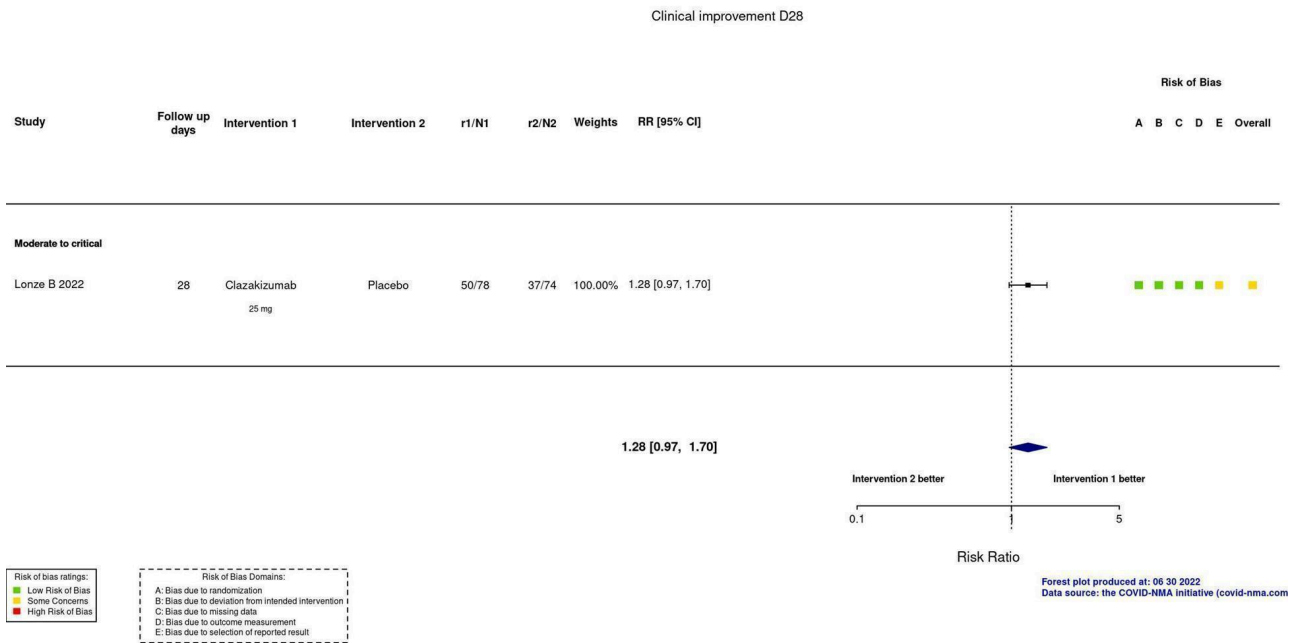 Clinical improvement D28
Risk of Bias
Study Follow up days Intervention 1 Intervention 2 r1/N1 r2/N2 Weights RR [95% CI] A B C D E Overall
Moderate to critical
Lonze B 2022 28 Clazakizumab Placebo 50/78 37/74 100.00% 1.28 [0.97, 1.70]
25 mg
1.28 [0.97, 1.70]
Intervention 2 better Intervention 1 better
0.1 1 5
Risk Ratio
Forest plot produced at: 06 30 2022
Data source: the COVID-NMA initiative (covid-nma.com
Risk of bias ratings:
Low Risk of Bias
Some Concerns
High Risk of Bias
Risk of Bias Domains:
A: Bias due to randomization
B: Bias due to deviation from intended intervention
C: Bias due to missing data
D: Bias due to outcome measurement
E: Bias due to selection of reported result